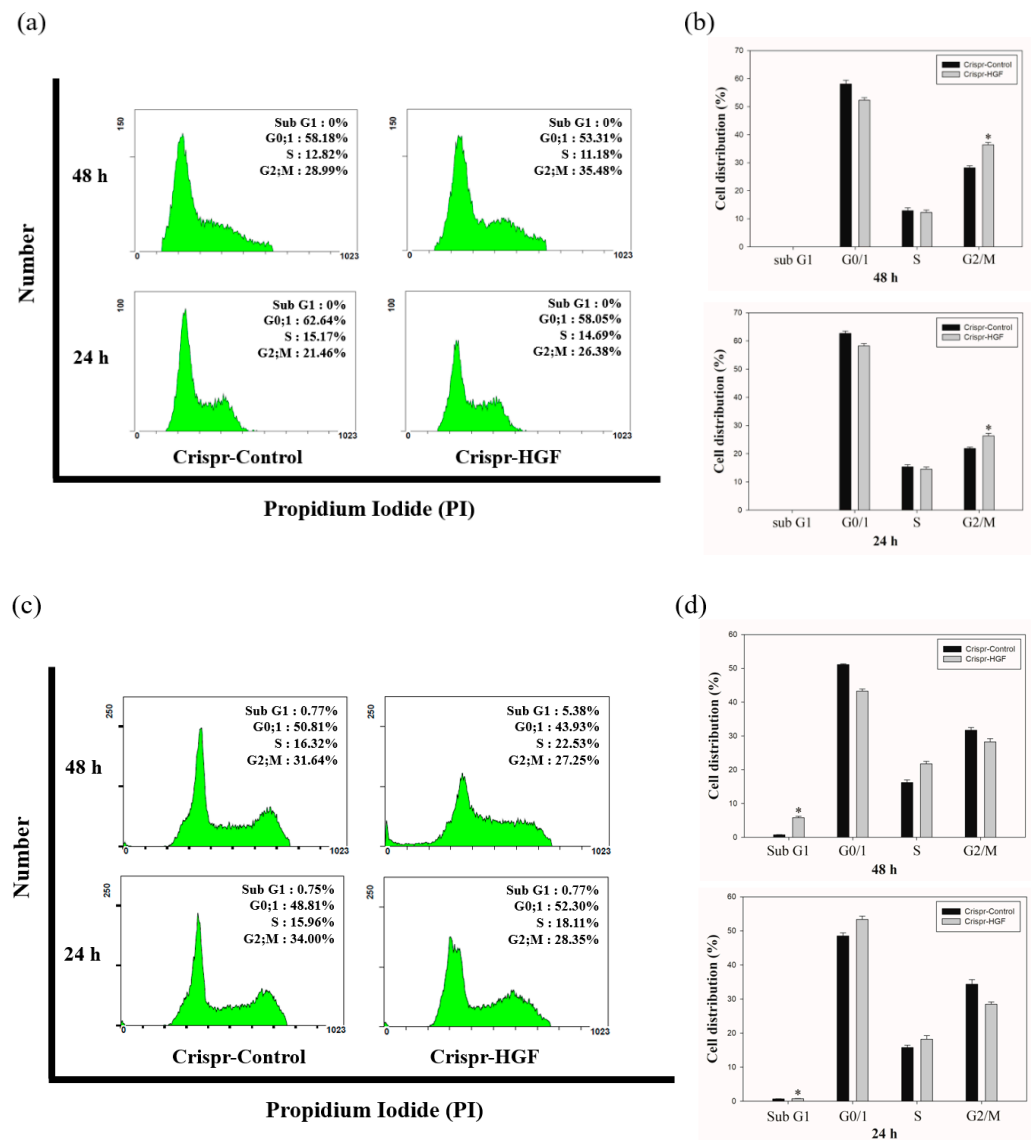 (a)
Number
48 h
150
Sub G1 : 0%
G0;1 : 58.18%
S : 12.82%
G2;M : 28.99%
0
1023
150
Sub G1 : 0%
G0;1 : 53.31%
S : 11.18%
G2;M : 35.48%
0
1023
24 h
100
Sub G1 : 0%
G0;1 : 62.64%
S : 15.17%
G2;M : 21.46%
0
1023
100
Sub G1 : 0%
G0;1 : 58.05%
S : 14.69%
G2;M : 26.38%
0
1023
Crispr-Control
Crispr-HGF
Propidium Iodide (PI)
(b)
Cell distribution (%)
70
60
50
40
30
20
10
0
Crispr-Control
Crispr-HGF
*
sub G1
G0/1
S
G2/M
48 h
Cell distribution (%)
70
60
50
40
30
20
10
0
Crispr-Control
Crispr-HGF
*
sub G1
G0/1
S
G2/M
24 h
(c)
Number
48 h
250
Sub G1 : 0.77%
G0;1 : 50.81%
S : 16.32%
G2;M : 31.64%
0
1023
250
Sub G1 : 5.38%
G0;1 : 43.93%
S : 22.53%
G2;M : 27.25%
0
1023
24 h
250
Sub G1 : 0.75%
G0;1 : 48.81%
S : 15.96%
G2;M : 34.00%
0
1023
250
Sub G1 : 0.77%
G0;1 : 52.30%
S : 18.11%
G2;M : 28.35%
0
1023
Crispr-Control
Crispr-HGF
Propidium Iodide (PI)
(d)
Cell distribution (%)
60
50
40
30
20
10
0
Crispr-Control
Crispr-HGF
*
Sub G1
G0/1
S
G2/M
48 h
Cell distribution (%)
60
50
40
30
20
10
0
Crispr-Control
Crispr-HGF
*
Sub G1
G0/1
S
G2/M
24 h